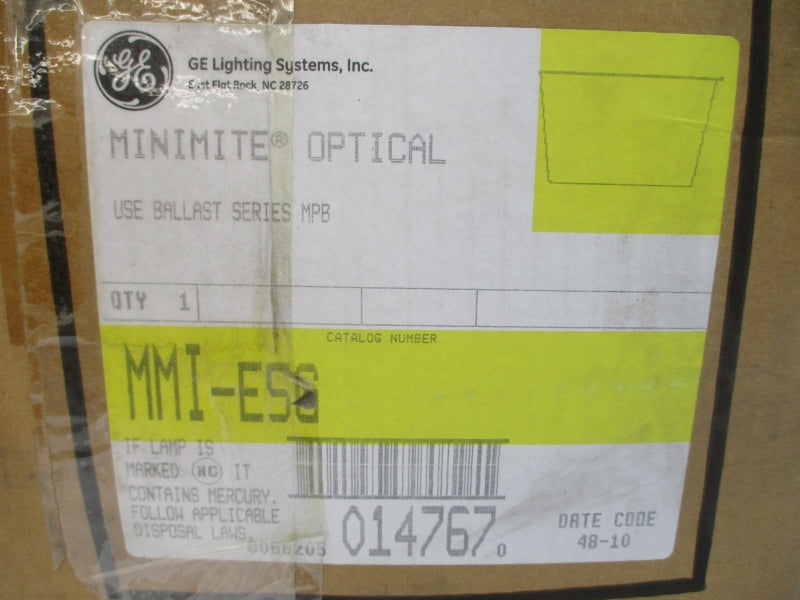 GE
GE Lighting Systems, Inc.
East Flat Rock, NC 28726
MINIMITE® OPTICAL
USE BALLAST SERIES MPB
QTY 1
CATALOG NUMBER
MMI-ESG
IF LAMP IS
MARKED HG IT
CONTAINS MERCURY.
FOLLOW APPLICABLE
DISPOSAL LAWS.
0066205
014767 0
DATE CODE
48-10